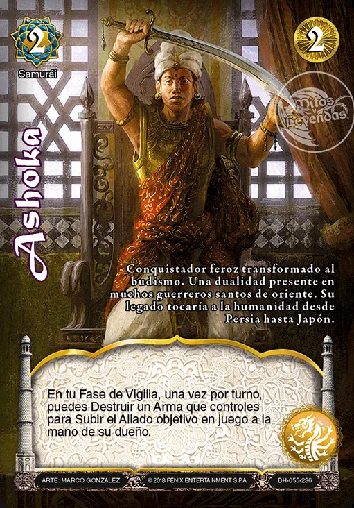 2
2
Samurái
Mitos
y
Leyendas
Ashoka
Conquistador feroz transformado al
budismo. Una dualidad presente en
muchos guerreros santos de oriente. Su
legado tocaría a la humanidad desde
Persia hasta Japón.
En tu Fase de Vigilia, una vez por turno,
puedes Destruir un Arma que controles
para Subir el Aliado objetivo en juego a la
mano de su dueño.
ARTE: MARCO GONZALEZ
© 2018 FENIX ENTERTAINMENT S.P.A.